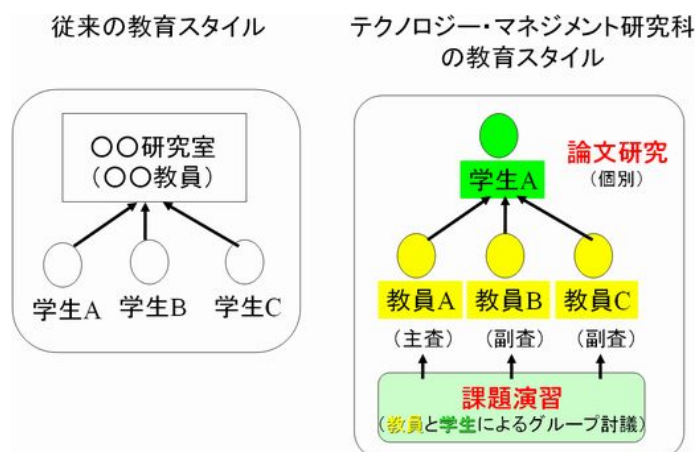 従来の教育スタイル
〇〇研究室
(〇〇教員)
学生A
学生B
学生C
テクノロジー・マネジメント研究科
の教育スタイル
学生A
論文研究
(個別)
教員A
教員B
教員C
(主査)
(副査)
(副査)
課題演習
(教員と学生によるグループ討議)